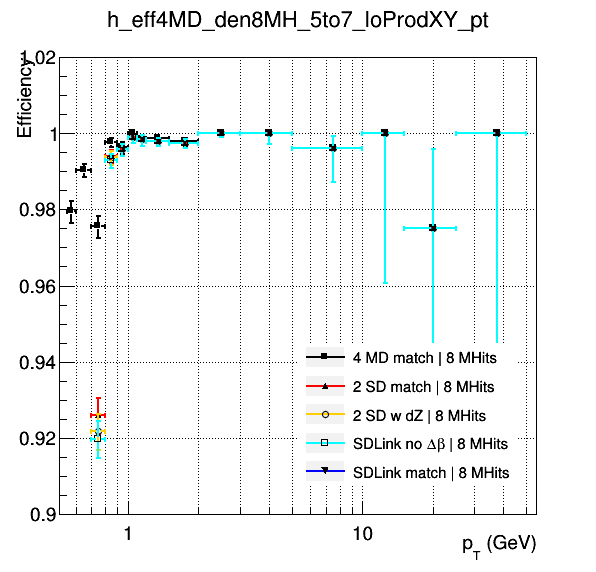 h_eff4MD_den8MH_5to7_loProdXY_pt
Efficiency
1.02
1
0.98
0.96
0.94
0.92
0.9
4 MD match | 8 MHits
2 SD match | 8 MHits
2 SD w dZ | 8 MHits
SDLink no Δβ | 8 MHits
SDLink match | 8 MHits
1
10
p_T (GeV)